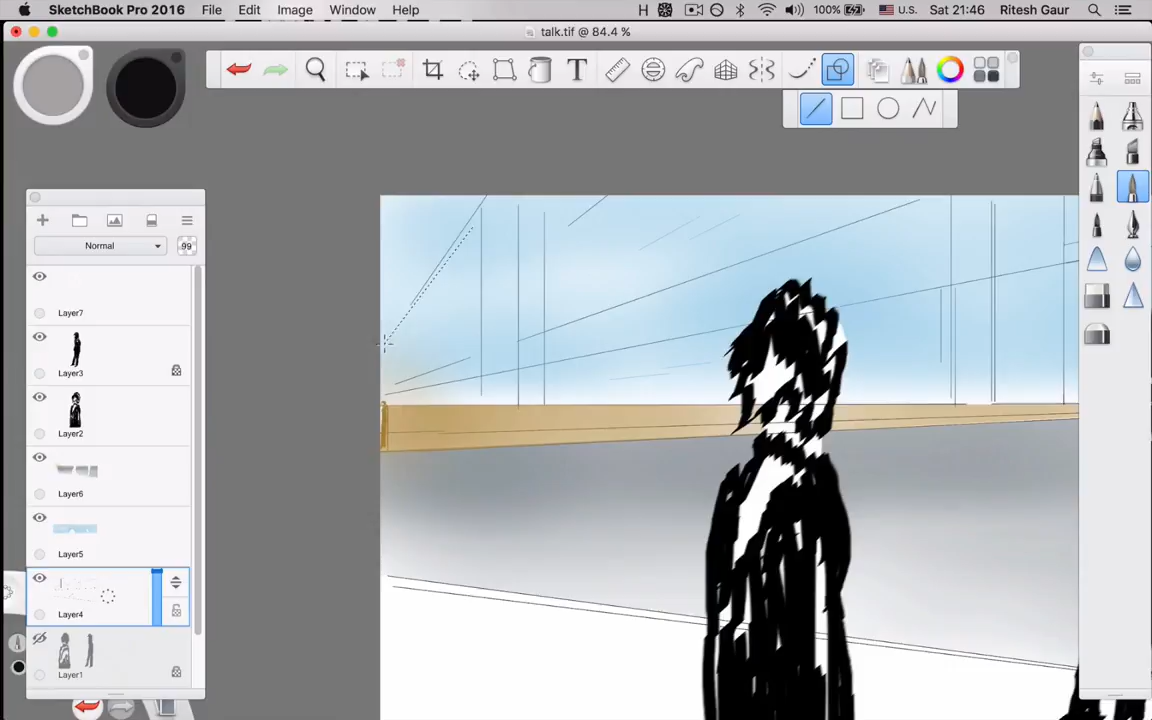 SketchBook Pro 2016 File Edit Image Window Help 100% U.S. Sat 21:46 Ritesh Gaur
talk.tif @ 84.4 %
T
Normal 99
Layer7
Layer3
Layer2
Layer6
Layer5
Layer4
Layer1